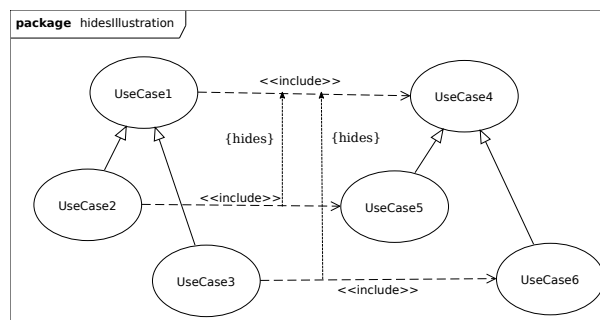 package hidesIllustration
<<include>>
UseCase1
UseCase4
{hides}
{hides}
<<include>>
UseCase2
UseCase5
UseCase3
UseCase6
<<include>>